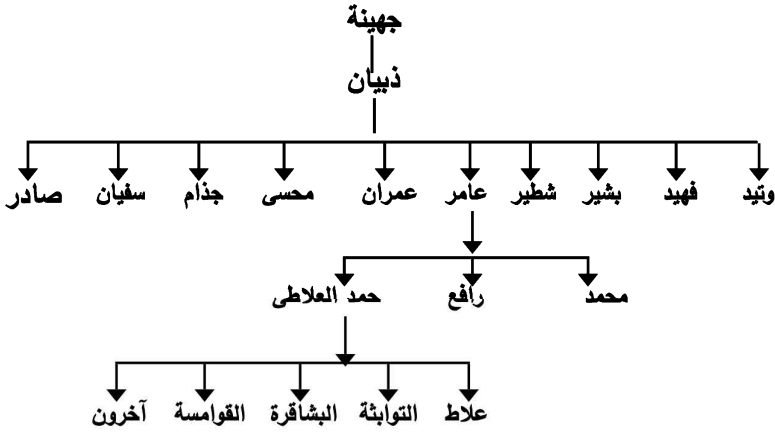 جهينة
ذبيان
وتيد فهيد بشير شطير عامر عمران محسى جذام سفيان صادر
محمد رافع حمد العلاطى
علاط التوابثة البشاقرة القوامسة آخرون